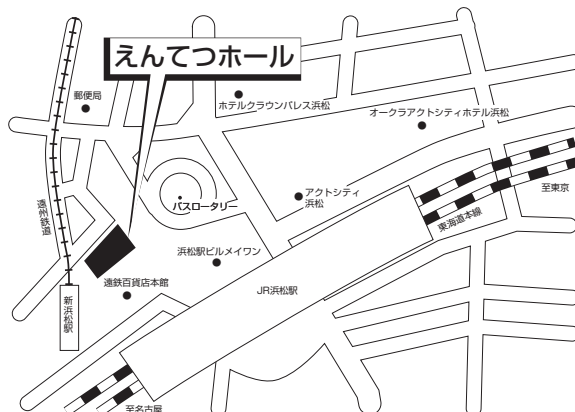 えんてつホール
郵便局
ホテルクラウンパレス浜松
オークラアクトシティホテル浜松
至東京
アクトシティ
浜松
バスロータリー
遠州鉄道
東海道本線
浜松駅ビルメイワン
遠鉄百貨店本館
JR浜松駅
新浜松駅
至名古屋